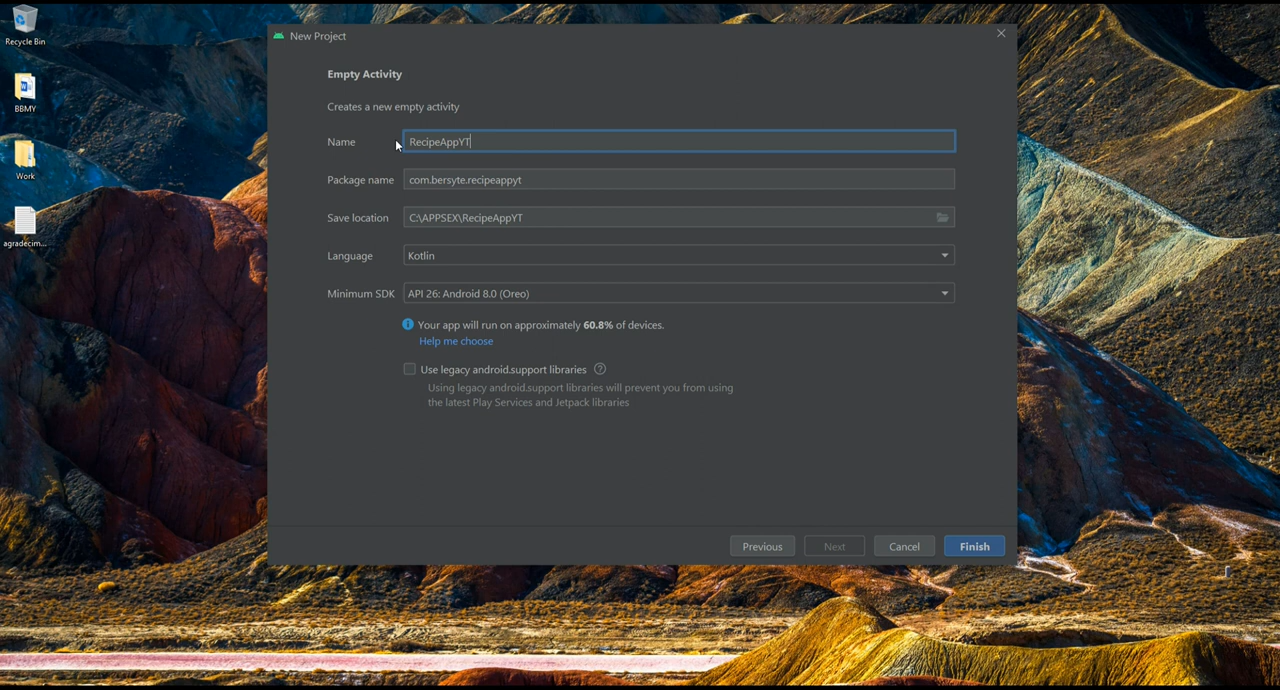 Recycle Bin
BBMY
Work
agradecim...
New Project
Empty Activity
Creates a new empty activity
Name RecipeAppYT
Package name com.bersyte.recipeappyt
Save location C:\APPSEX\RecipeAppYT
Language Kotlin
Minimum SDK API 26: Android 8.0 (Oreo)
Your app will run on approximately 60.8% of devices.
Help me choose
Use legacy android.support libraries ?
Using legacy android.support libraries will prevent you from using
the latest Play Services and Jetpack libraries
Previous Next Cancel Finish